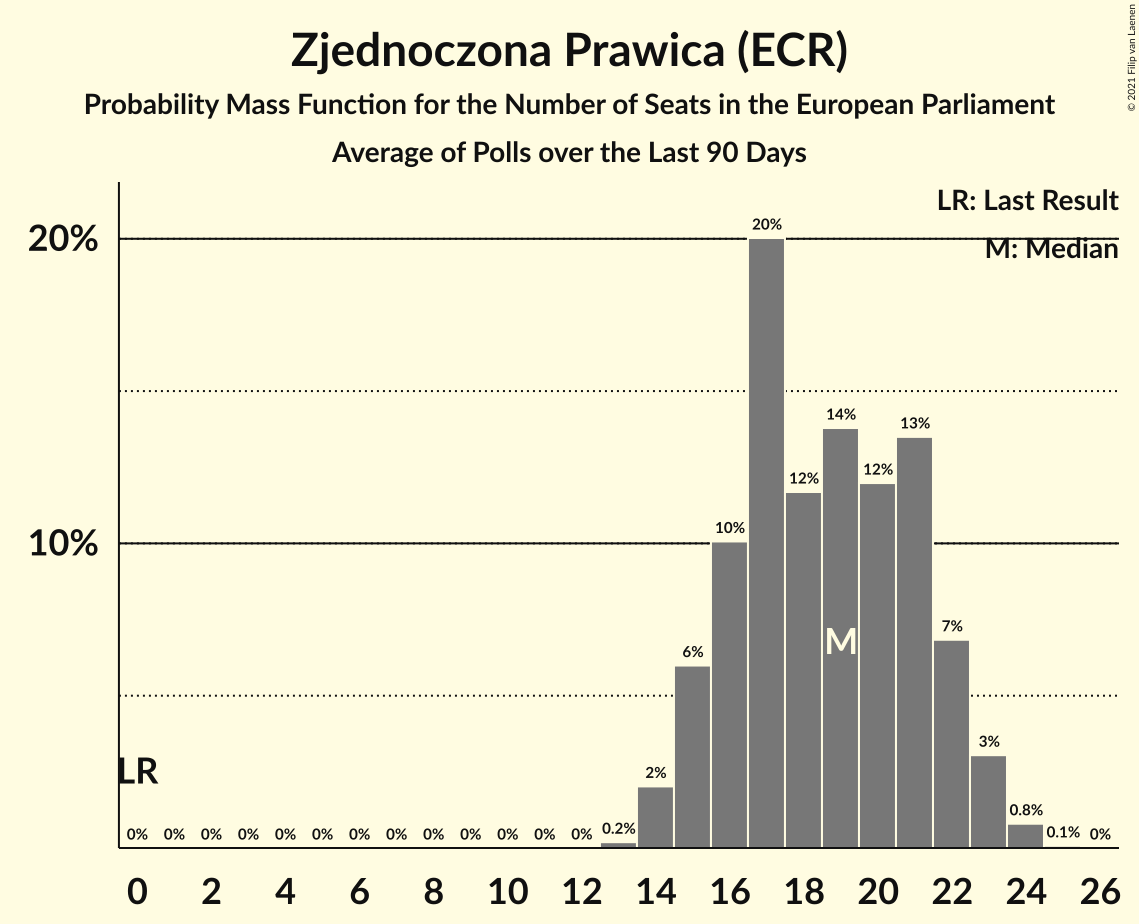 Zjednoczona Prawica (ECR)
Probability Mass Function for the Number of Seats in the European Parliament
Average of Polls over the Last 90 Days
© 2021 Filip van Laenen
LR: Last Result
M: Median
20%
10%
20%
14%
13%
12%
12%
10%
7%
6%
M
3%
LR
2%
0% 0% 0% 0% 0% 0% 0% 0% 0% 0% 0% 0% 0% 0.2% 0.8% 0.1% 0%
0 2 4 6 8 10 12 14 16 18 20 22 24 26